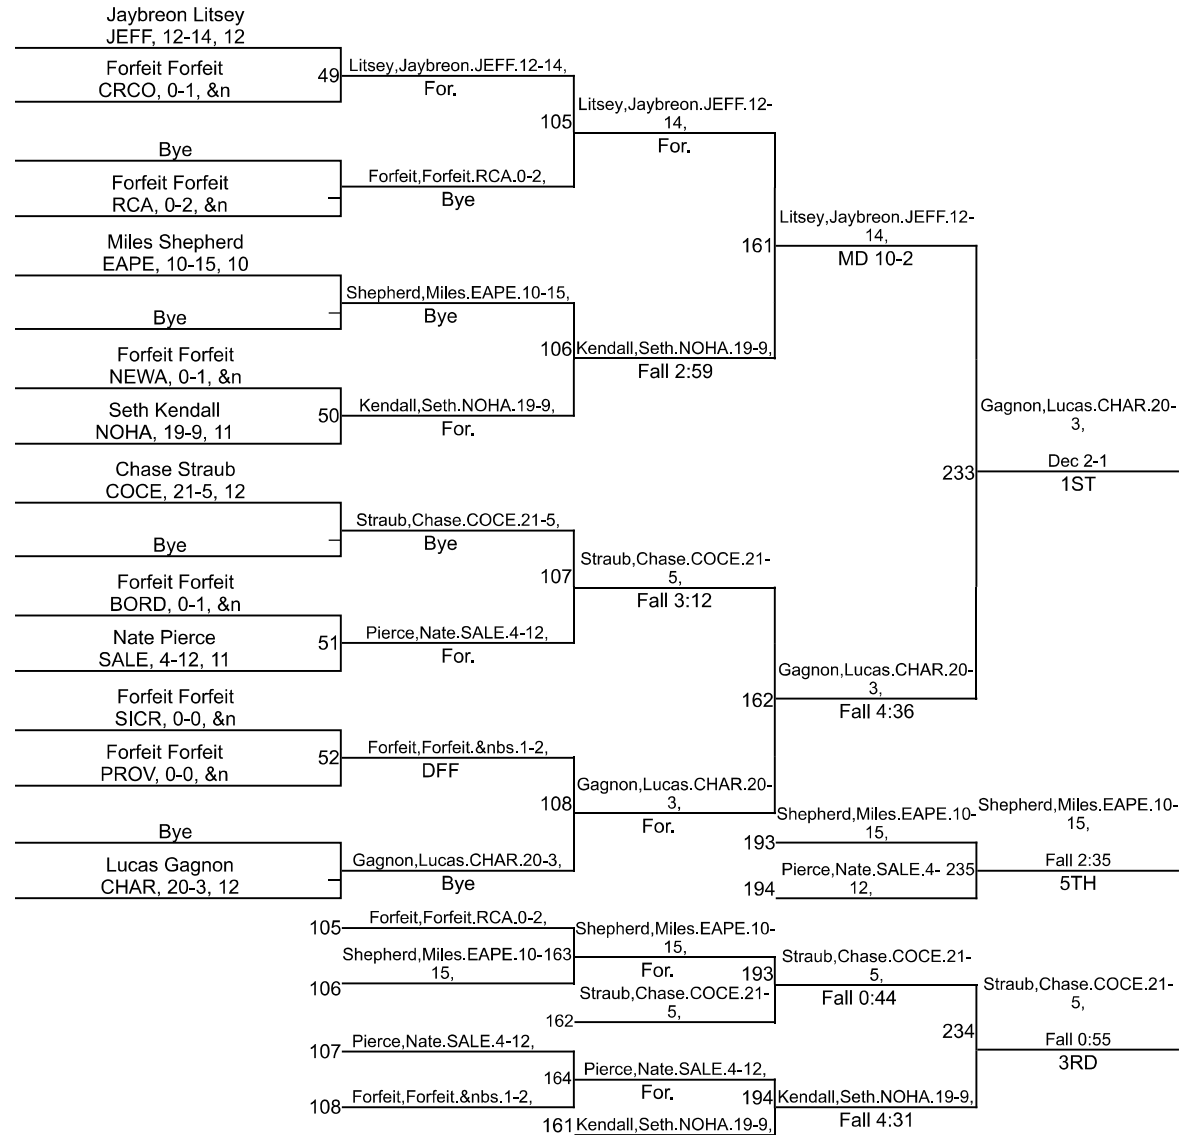 Jaybreon Litsey
JEFF, 12-14, 12
Forfeit Forfeit
CRCO, 0-1, &n
49
Litsey,Jaybreon.JEFF.12-14,
For.
Bye
Forfeit Forfeit
RCA, 0-2, &n
Forfeit,Forfeit.RCA.0-2,
Bye
105
Litsey,Jaybreon.JEFF.12-
14,
For.
Miles Shepherd
EAPE, 10-15, 10
Bye
Shepherd,Miles.EAPE.10-15,
Bye
Forfeit Forfeit
NEWA, 0-1, &n
Seth Kendall
NOHA, 19-9, 11
50
Kendall,Seth.NOHA.19-9,
For.
106
Kendall,Seth.NOHA.19-9,
Fall 2:59
161
Litsey,Jaybreon.JEFF.12-
14,
MD 10-2
Chase Straub
COCE, 21-5, 12
Bye
Straub,Chase.COCE.21-5,
Bye
Forfeit Forfeit
BORD, 0-1, &n
Nate Pierce
SALE, 4-12, 11
51
Pierce,Nate.SALE.4-12,
For.
107
Straub,Chase.COCE.21-
5,
Fall 3:12
Forfeit Forfeit
SICR, 0-0, &n
Forfeit Forfeit
PROV, 0-0, &n
52
Forfeit,Forfeit.&nbs.1-2,
DFF
Bye
Lucas Gagnon
CHAR, 20-3, 12
Gagnon,Lucas.CHAR.20-3,
Bye
108
Gagnon,Lucas.CHAR.20-
3,
For.
162
Gagnon,Lucas.CHAR.20-
3,
Fall 4:36
233
Gagnon,Lucas.CHAR.20-
3,
Dec 2-1
1ST
193
Shepherd,Miles.EAPE.10-
15,
194
Pierce,Nate.SALE.4-
12,
235
Shepherd,Miles.EAPE.10-
15,
Fall 2:35
5TH
105
Forfeit,Forfeit.RCA.0-2,
106
Shepherd,Miles.EAPE.10-
15,
163
Shepherd,Miles.EAPE.10-
15,
For.
162
Straub,Chase.COCE.21-
5,
193
Straub,Chase.COCE.21-
5,
Fall 0:44
107
Pierce,Nate.SALE.4-12,
108
Forfeit,Forfeit.&nbs.1-2,
164
Pierce,Nate.SALE.4-12,
For.
161
Kendall,Seth.NOHA.19-9,
194
Kendall,Seth.NOHA.19-9,
Fall 4:31
234
Straub,Chase.COCE.21-
5,
Fall 0:55
3RD